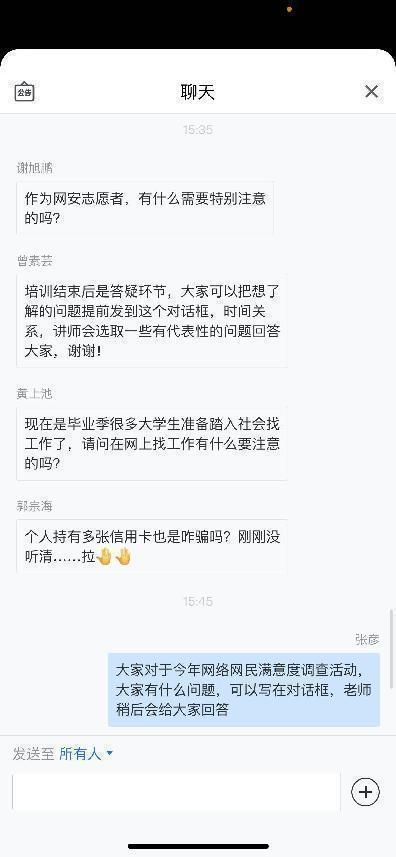 公告
聊天
15:35
谢旭鹏
作为网安志愿者，有什么需要特别注意
的吗？
曾素芸
培训结束后是答疑环节，大家可以把想了
解的问题提前发到这个对话框，时间关
系，讲师会选取一些有代表性的问题回答
大家，谢谢！
黄上池
现在是毕业季很多大学生准备踏入社会找
工作了，请问在网上找工作有什么要注意
的吗？
郭宗海
个人持有多张信用卡也是咋骗吗？刚刚没
听清……拉🤚🤚
15:45
张彦
大家对于今年网络网民满意度调查活动，
大家有什么问题，可以写在对话框，老师
稍后会给大家回答
发送至 所有人